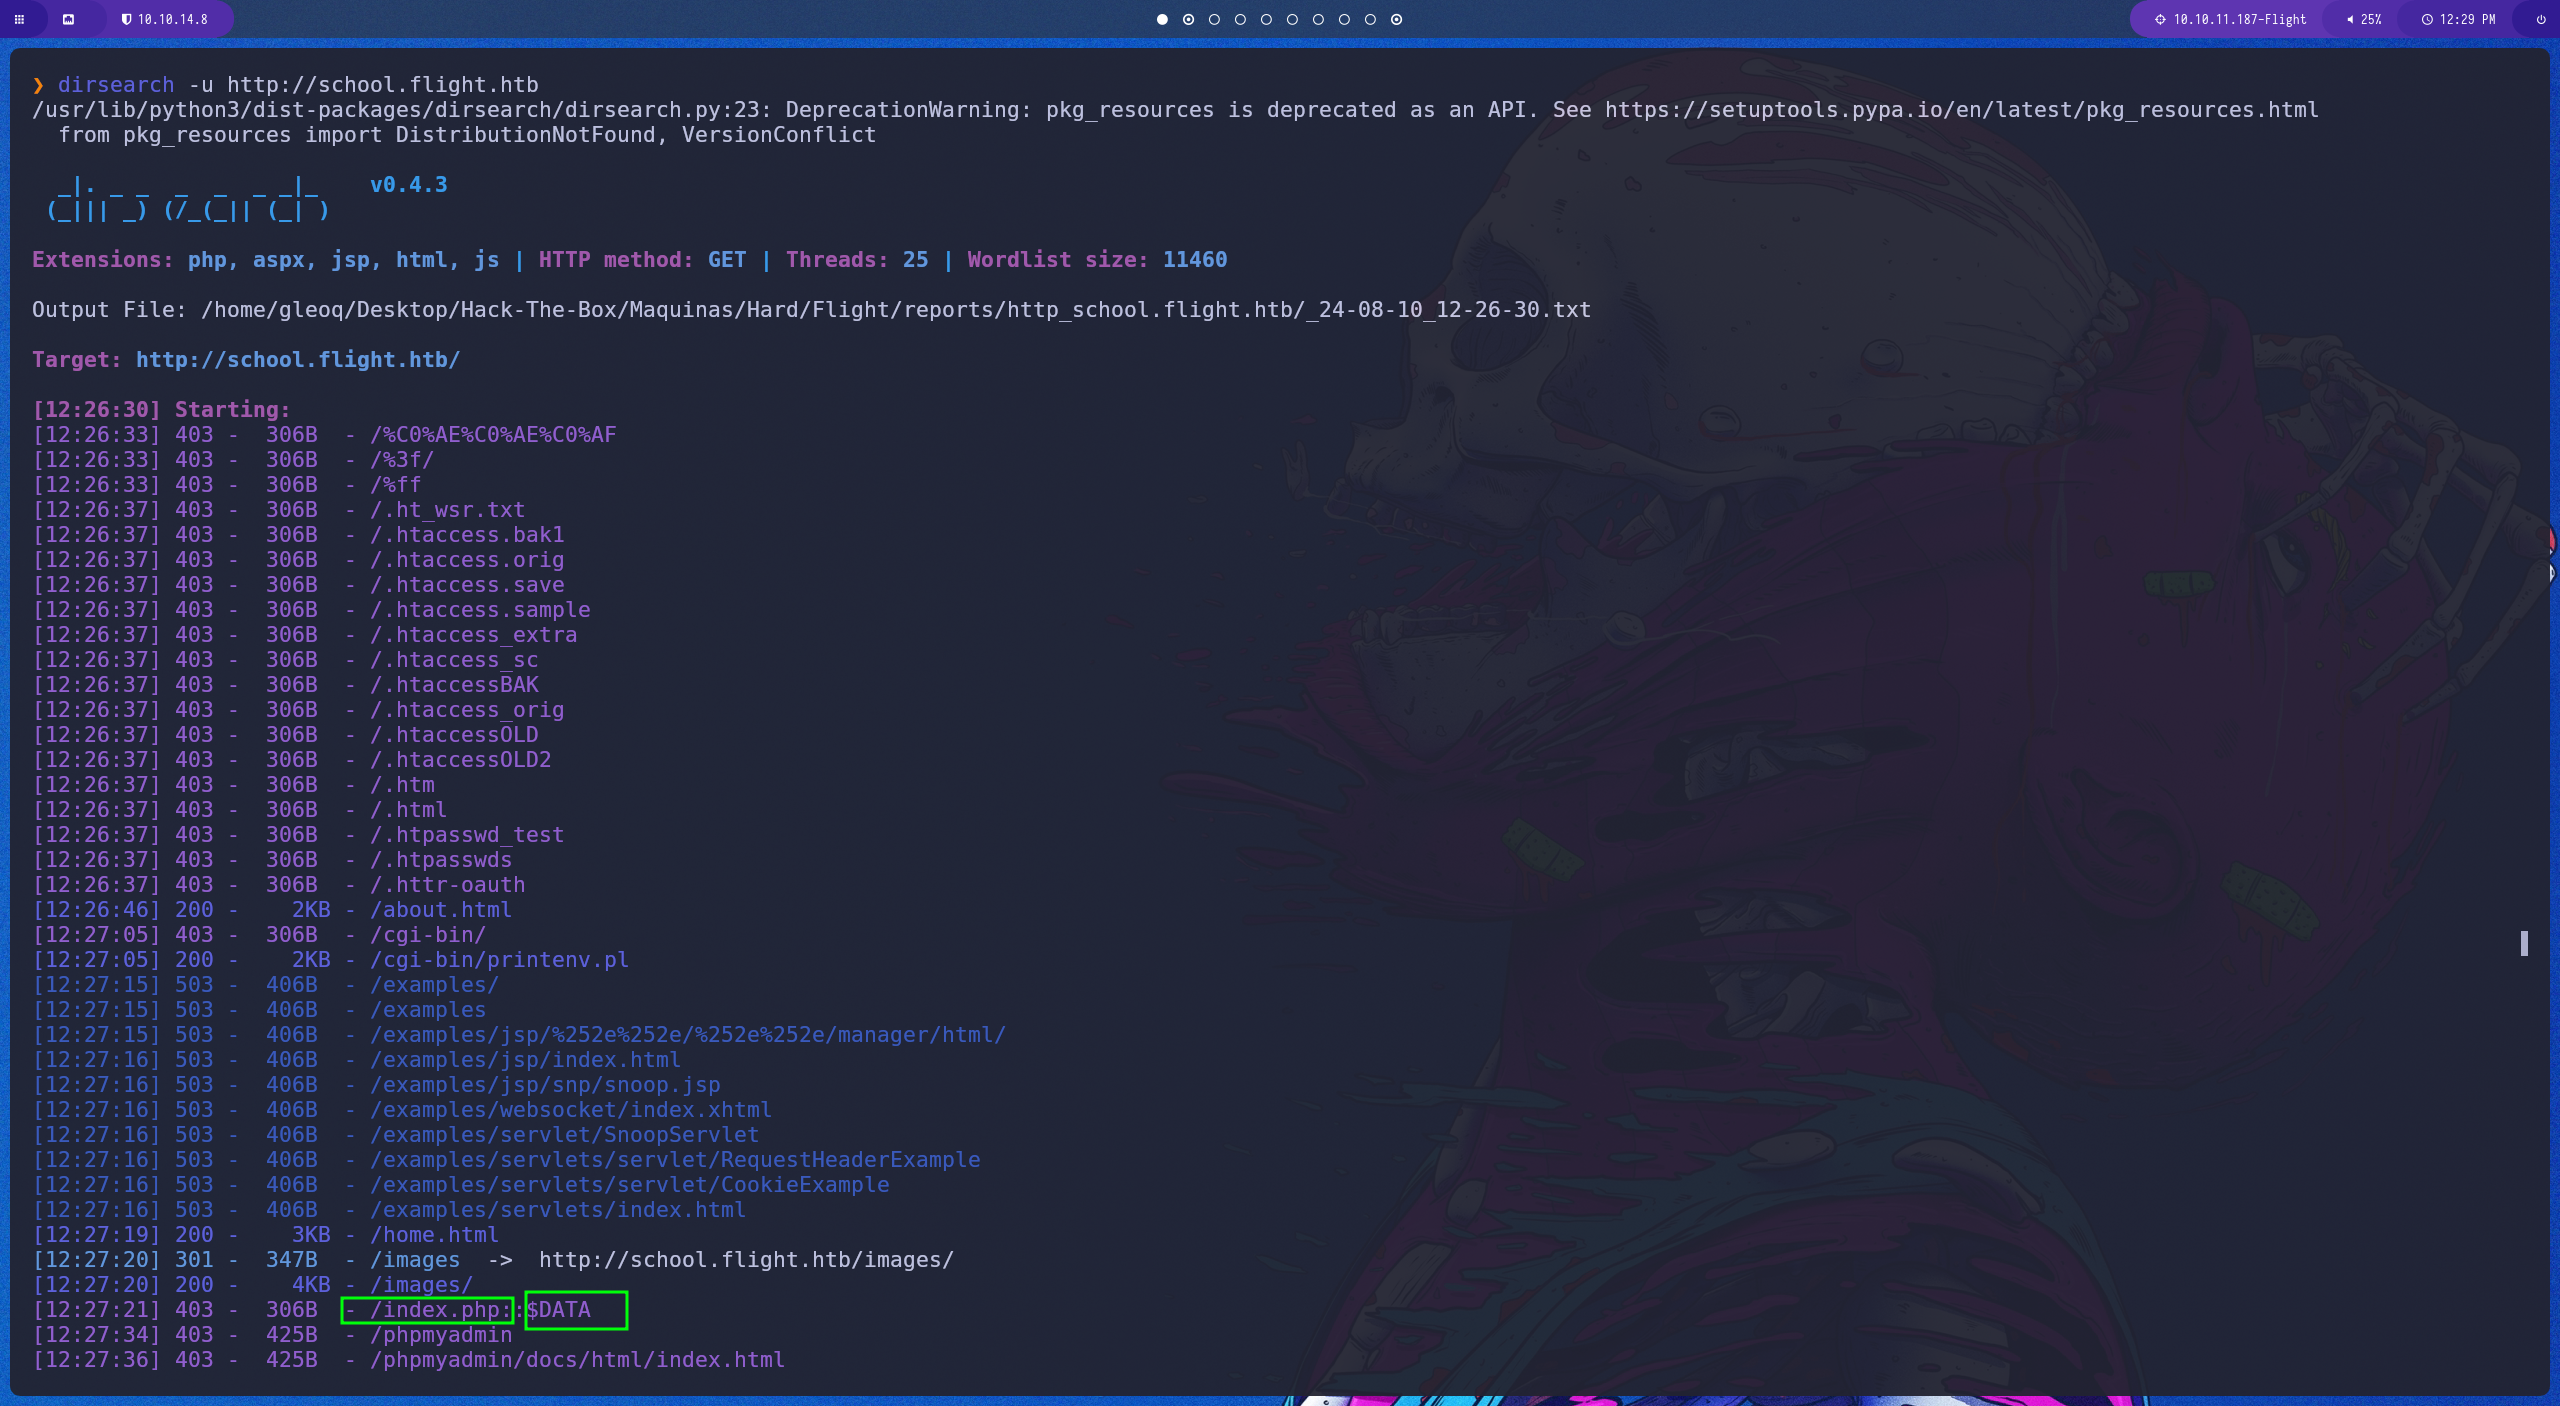 10.10.14.8
10.10.11.187-Flight 25% 12:29 PM
❯ dirsearch -u http://school.flight.htb
/usr/lib/python3/dist-packages/dirsearch/dirsearch.py:23: DeprecationWarning: pkg_resources is deprecated as an API. See https://setuptools.pypa.io/en/latest/pkg_resources.html
  from pkg_resources import DistributionNotFound, VersionConflict
  _|. _ _  _  _  _ _|_    v0.4.3
 (_||| _) (/_(_|| (_| )
Extensions: php, aspx, jsp, html, js | HTTP method: GET | Threads: 25 | Wordlist size: 11460
Output File: /home/gleoq/Desktop/Hack-The-Box/Maquinas/Hard/Flight/reports/http_school.flight.htb/_24-08-10_12-26-30.txt
Target: http://school.flight.htb/
[12:26:30] Starting:
[12:26:33] 403 -  306B  - /%C0%AE%C0%AE%C0%AF
[12:26:33] 403 -  306B  - /%3f/
[12:26:33] 403 -  306B  - /%ff
[12:26:37] 403 -  306B  - /.ht_wsr.txt
[12:26:37] 403 -  306B  - /.htaccess.bak1
[12:26:37] 403 -  306B  - /.htaccess.orig
[12:26:37] 403 -  306B  - /.htaccess.save
[12:26:37] 403 -  306B  - /.htaccess.sample
[12:26:37] 403 -  306B  - /.htaccess_extra
[12:26:37] 403 -  306B  - /.htaccess_sc
[12:26:37] 403 -  306B  - /.htaccessBAK
[12:26:37] 403 -  306B  - /.htaccess_orig
[12:26:37] 403 -  306B  - /.htaccessOLD
[12:26:37] 403 -  306B  - /.htaccessOLD2
[12:26:37] 403 -  306B  - /.htm
[12:26:37] 403 -  306B  - /.html
[12:26:37] 403 -  306B  - /.htpasswd_test
[12:26:37] 403 -  306B  - /.htpasswds
[12:26:37] 403 -  306B  - /.httr-oauth
[12:26:46] 200 -    2KB - /about.html
[12:27:05] 403 -  306B  - /cgi-bin/
[12:27:05] 200 -    2KB - /cgi-bin/printenv.pl
[12:27:15] 503 -  406B  - /examples/
[12:27:15] 503 -  406B  - /examples
[12:27:15] 503 -  406B  - /examples/jsp/%252e%252e/%252e%252e/manager/html/
[12:27:16] 503 -  406B  - /examples/jsp/index.html
[12:27:16] 503 -  406B  - /examples/jsp/snp/snoop.jsp
[12:27:16] 503 -  406B  - /examples/websocket/index.xhtml
[12:27:16] 503 -  406B  - /examples/servlet/SnoopServlet
[12:27:16] 503 -  406B  - /examples/servlets/servlet/RequestHeaderExample
[12:27:16] 503 -  406B  - /examples/servlets/servlet/CookieExample
[12:27:16] 503 -  406B  - /examples/servlets/index.html
[12:27:19] 200 -    3KB - /home.html
[12:27:20] 301 -  347B  - /images  ->  http://school.flight.htb/images/
[12:27:20] 200 -    4KB - /images/
[12:27:21] 403 -  306B  - /index.php::$DATA
[12:27:34] 403 -  425B  - /phpmyadmin
[12:27:36] 403 -  425B  - /phpmyadmin/docs/html/index.html